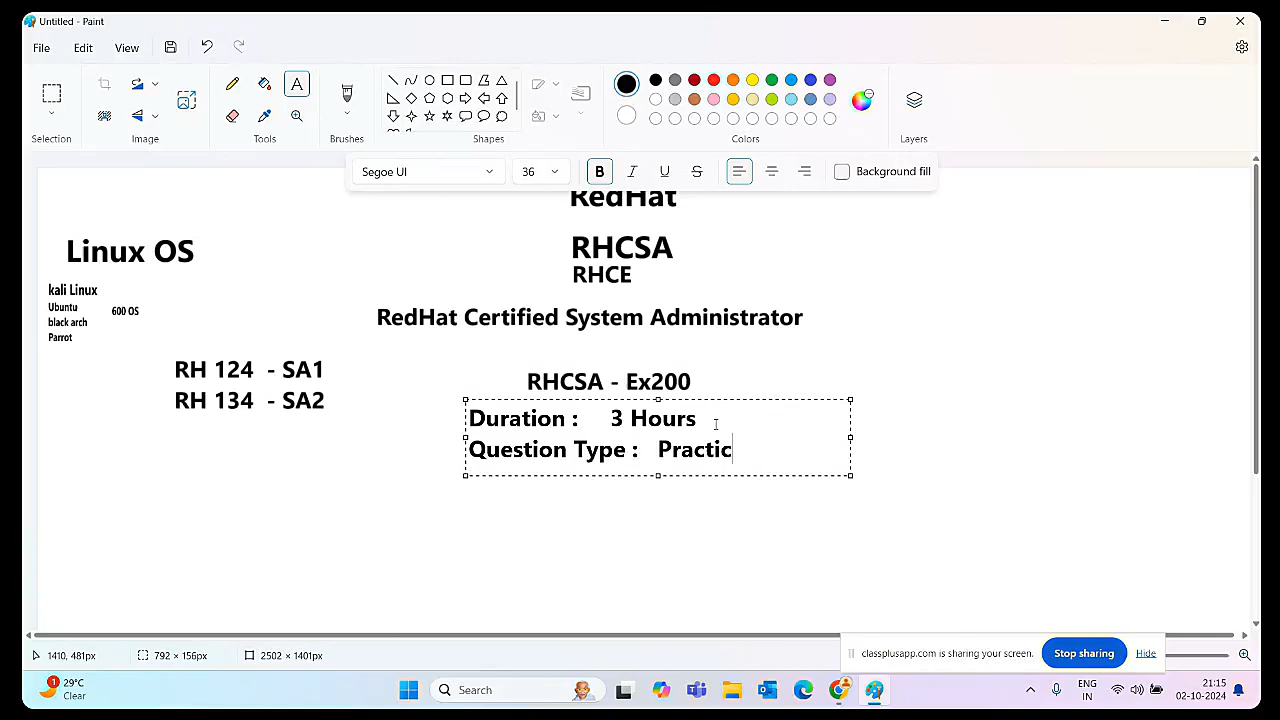 Untitled - Paint
File Edit View
Selection Image Tools Brushes Shapes Colors Layers
Segoe UI 36 B I U S Background fill
RedHat
Linux OS
RHCSA
RHCE
kali Linux
Ubuntu
600 OS
black arch
Parrot
RedHat Certified System Administrator
RH 124 - SA1
RH 134 - SA2
RHCSA - Ex200
Duration : 3 Hours
Question Type : Practic
1410, 481px 792 × 156px 2502 × 1401px
classplusapp.com is sharing your screen. Stop sharing Hide
1
29°C
Clear
Search
ENG
IN
21:15
02-10-2024